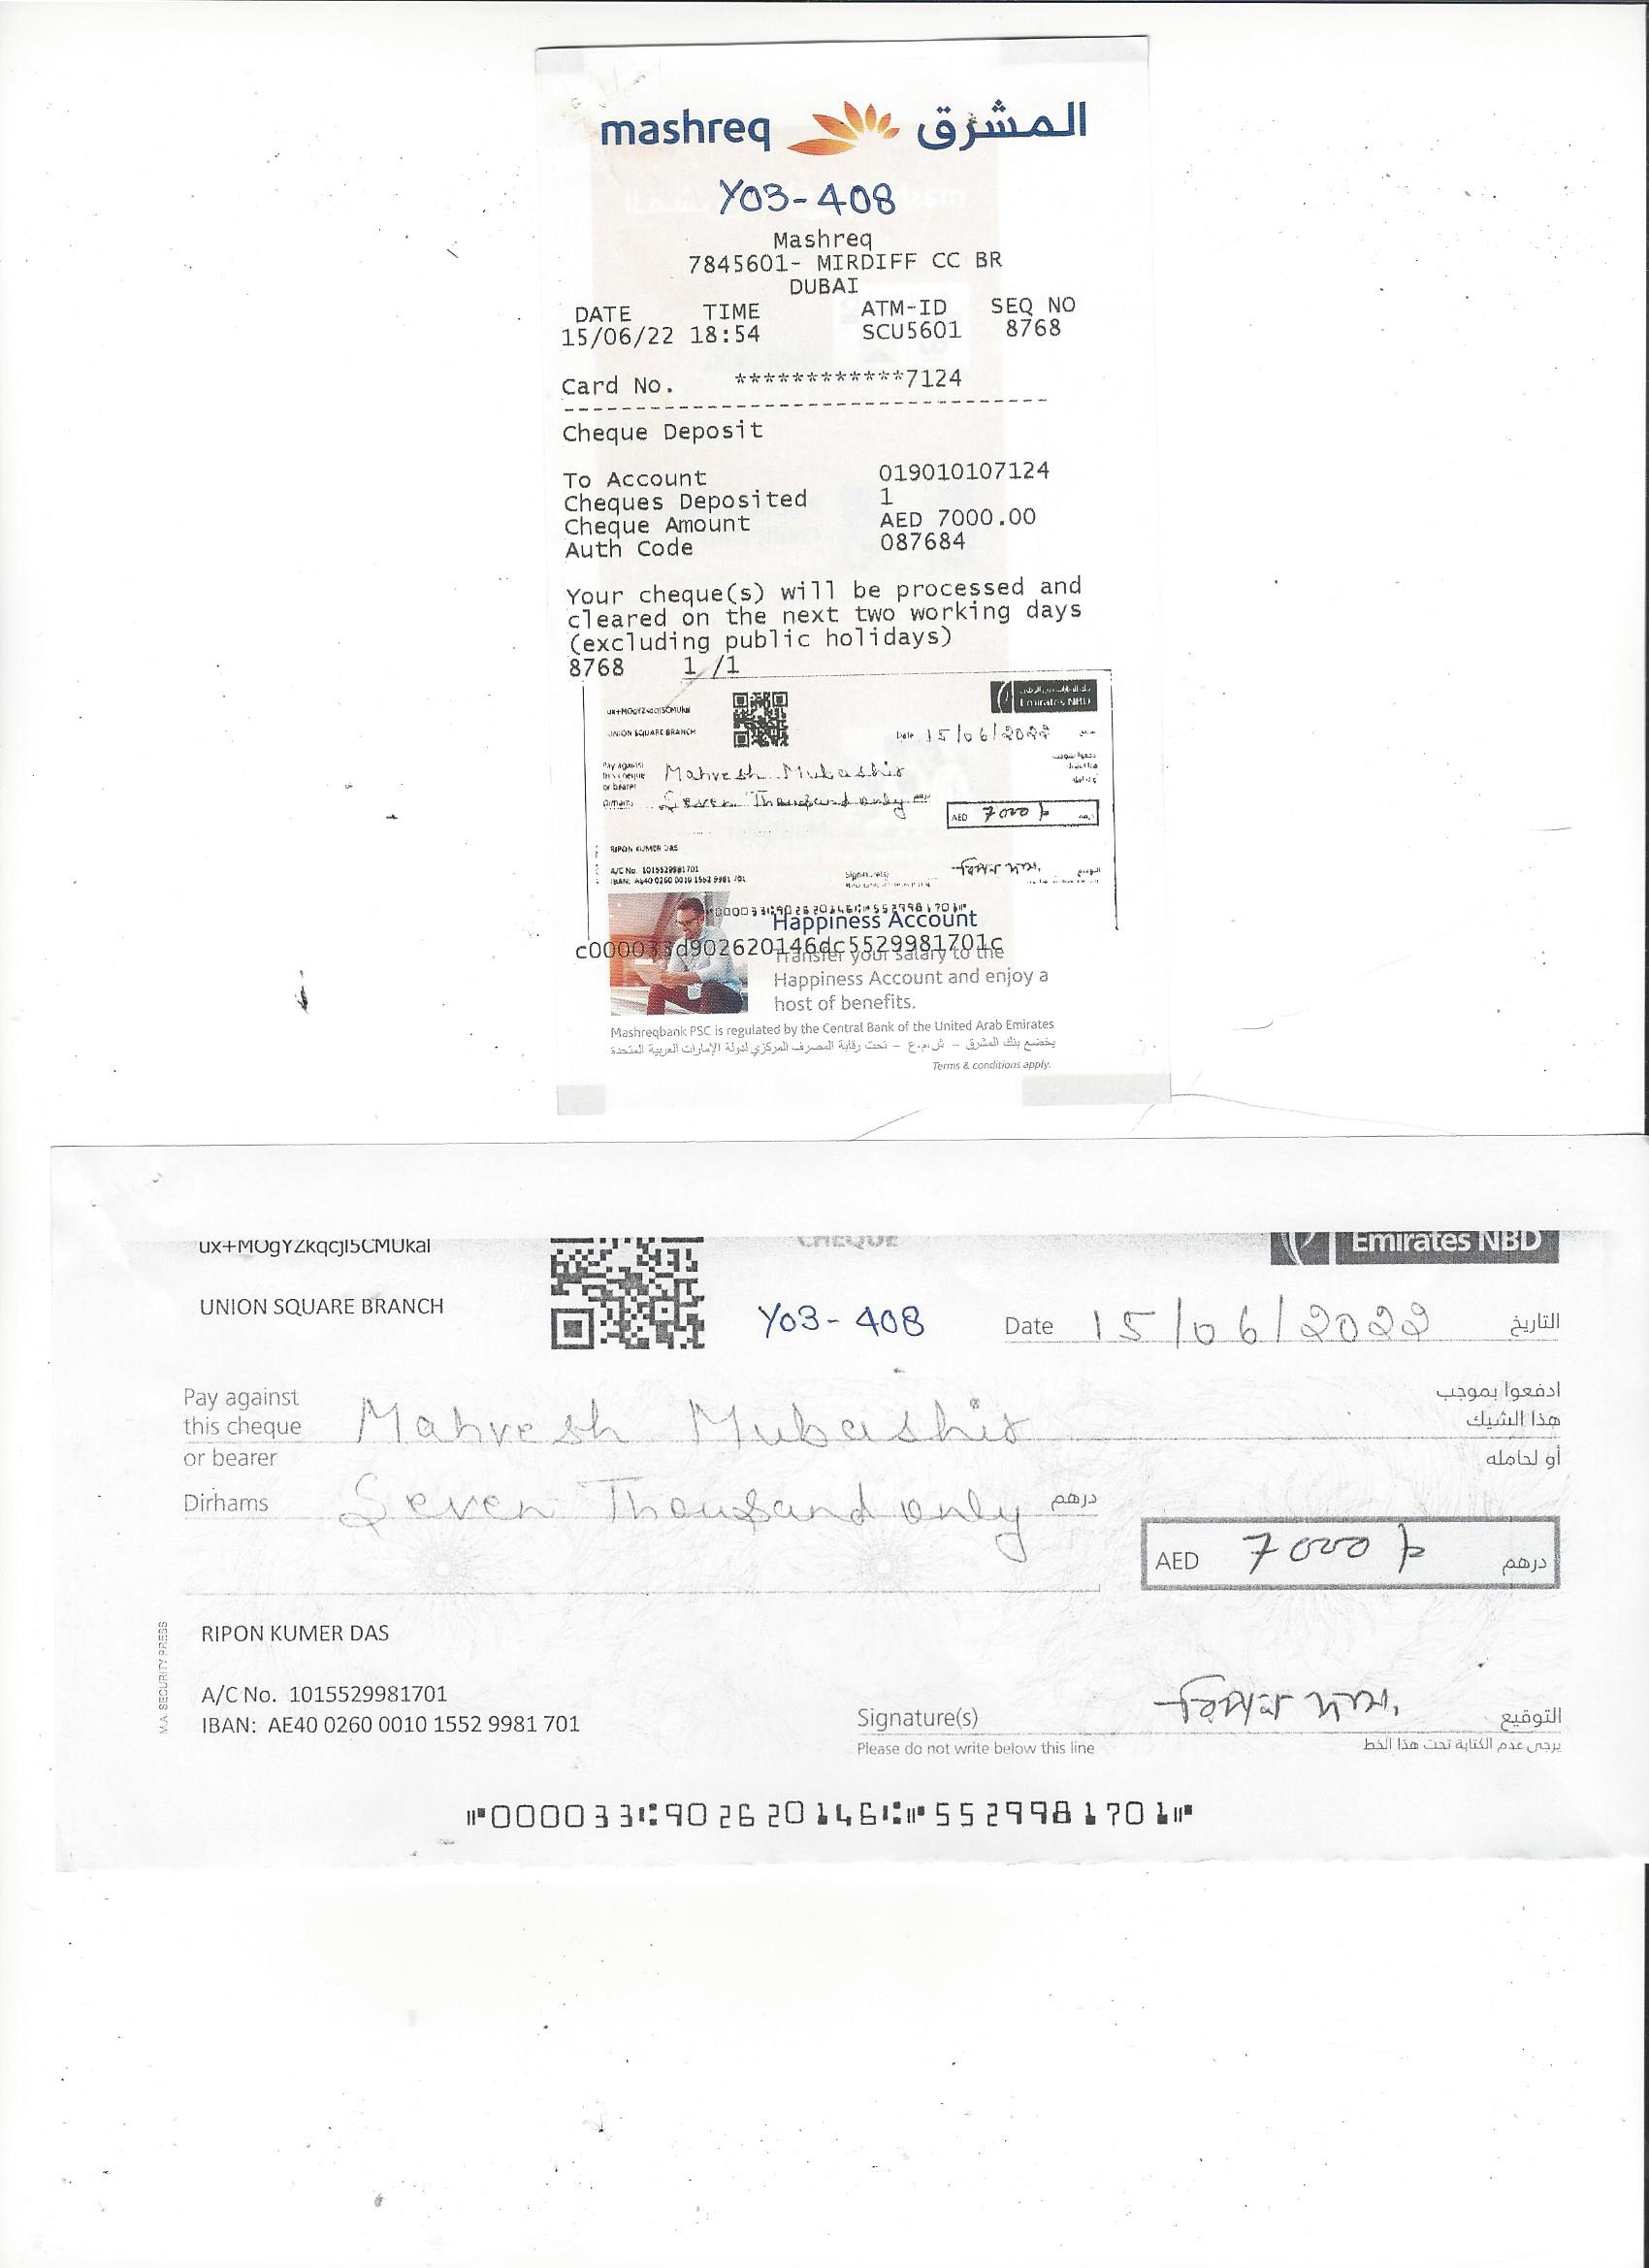 mashreq المشرق
Y03-408
Mashreq
7845601- MIRDIFF CC BR
DUBAI
DATE TIME ATM-ID SEQ NO
15/06/22 18:54 SCU5601 8768
Card No. ************7124
Cheque Deposit
To Account 019010107124
Cheques Deposited 1
Cheque Amount AED 7000.00
Auth Code 087684
Your cheque(s) will be processed and
cleared on the next two working days
(excluding public holidays)
8768 1 /1
Emirates NBD
UNION SQUARE BRANCH
Date 15/06/2022
Pay against
this cheque
or bearer
Mahvesh Mubashir
Dirhams Seven Thousand only
AED 7000
RIPON KUMER DAS
A/C No. 1015529981701
IBAN: AE40 0260 0010 1552 9981 701
Signature(s)
Happiness Account
c000033d902620146dc5529981701c
Transfer your salary to the
Happiness Account and enjoy a
host of benefits.
Mashreqbank PSC is regulated by the Central Bank of the United Arab Emirates
يخضع بنك المشرق – ش.م.ع – تحت رقابة المصرف المركزي لدولة الإمارات العربية المتحدة
Terms & conditions apply.
ux+MOgYZkqcJI5CMUkaI CHEQUE Emirates NBD
UNION SQUARE BRANCH Y03-408 Date 15/06/2022 التاريخ
Pay against ادفعوا بموجب
this cheque Mahvesh Mubashir هذا الشيك
or bearer أو لحامله
Dirhams Seven Thousand only درهم
AED 7000 درهم
M.A. SECURITY PRESS
RIPON KUMER DAS
A/C No. 1015529981701
IBAN: AE40 0260 0010 1552 9981 701
Signature(s) রিপন দাস التوقيع
Please do not write below this line يرجى عدم الكتابة تحت هذا الخط
⑈000033⑆902620146⑆⑈5529981701⑈